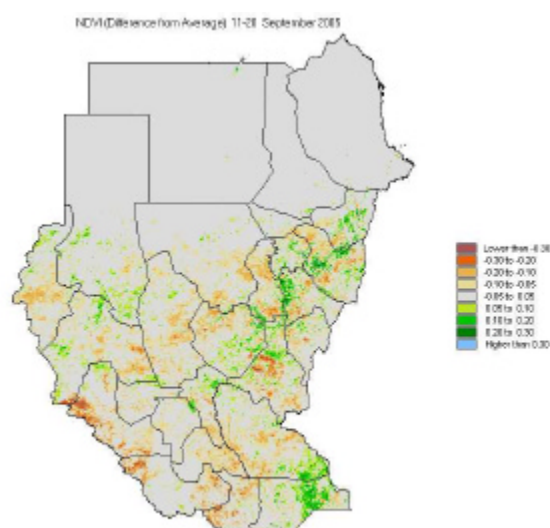 NDVI (Difference from Average) 11-20 September 2005
Lower than -0.30
-0.30 to -0.20
-0.20 to -0.10
-0.10 to -0.05
-0.05 to 0.05
0.05 to 0.10
0.10 to 0.20
0.20 to 0.30
Higher than 0.30